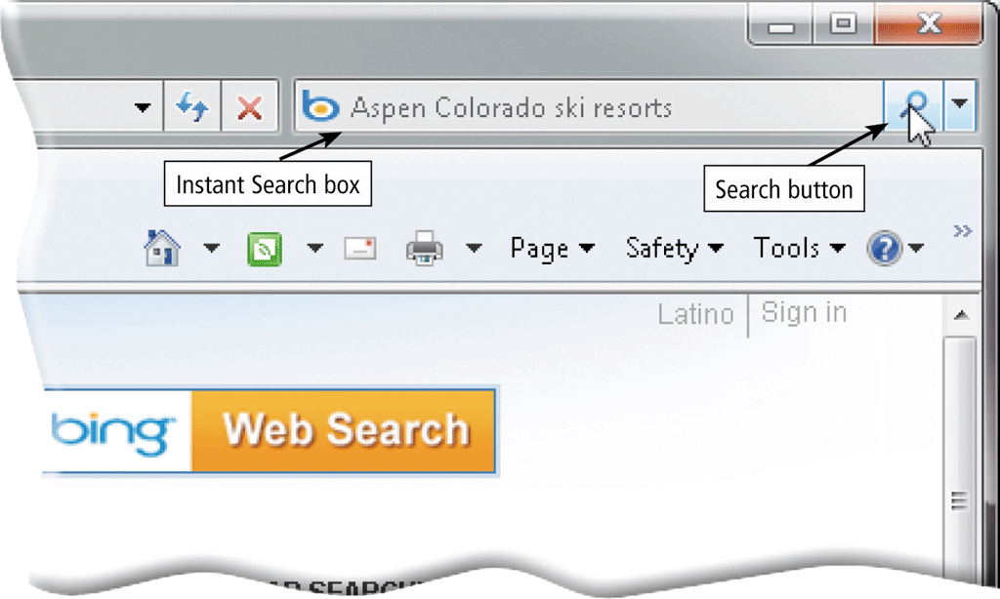 Aspen Colorado ski resorts
Instant Search box
Search button
Page Safety Tools
Latino Sign in
bing Web Search